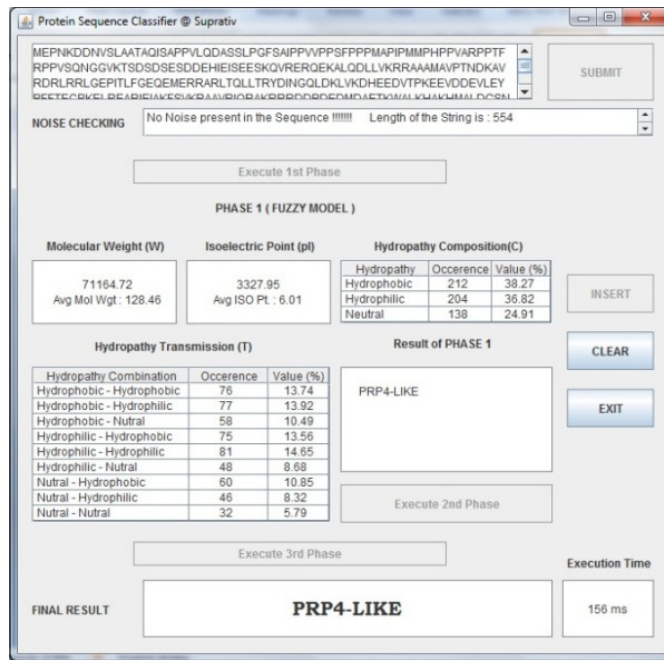 Protein Sequence Classifier @ Suprativ
MEPNKDDNVSLAATAQISAPPVLQDASSLPGFSAIPPVVPPSFPPPMAPIPMMPHPPVARPPTF
RPPVSQNGGVKTSDSDSESDDEHIEISEESKQVRERQEKALQDLLVKRRAAAMAVPTNDKAV
RDRLRRLGEPITLFGEQEMERRARLTQLLTRYDINGQLDKLVKDHEEDVTPKEEVDDEVLEY
SUBMIT
NOISE CHECKING
No Noise present in the Sequence !!!!!!! Length of the String is : 554
Execute 1st Phase
PHASE 1 ( FUZZY MODEL )
Molecular Weight (W) Isoelectric Point (pI) Hydropathy Composition(C)
71164.72
Avg Mol Wgt : 128.46
3327.95
Avg ISO Pt. : 6.01
Hydropathy Occerence Value (%)
Hydrophobic 212 38.27
Hydrophilic 204 36.82
Neutral 138 24.91
INSERT
Hydropathy Transmission (T)
Result of PHASE 1
CLEAR
Hydropathy Combination Occerence Value (%)
Hydrophobic - Hydrophobic 76 13.74
Hydrophobic - Hydrophilic 77 13.92
Hydrophobic - Nutral 58 10.49
Hydrophilic - Hydrophobic 75 13.56
Hydrophilic - Hydrophilic 81 14.65
Hydrophilic - Nutral 48 8.68
Nutral - Hydrophobic 60 10.85
Nutral - Hydrophilic 46 8.32
Nutral - Nutral 32 5.79
PRP4-LIKE
EXIT
Execute 2nd Phase
Execute 3rd Phase
Execution Time
FINAL RESULT
PRP4-LIKE
156 ms